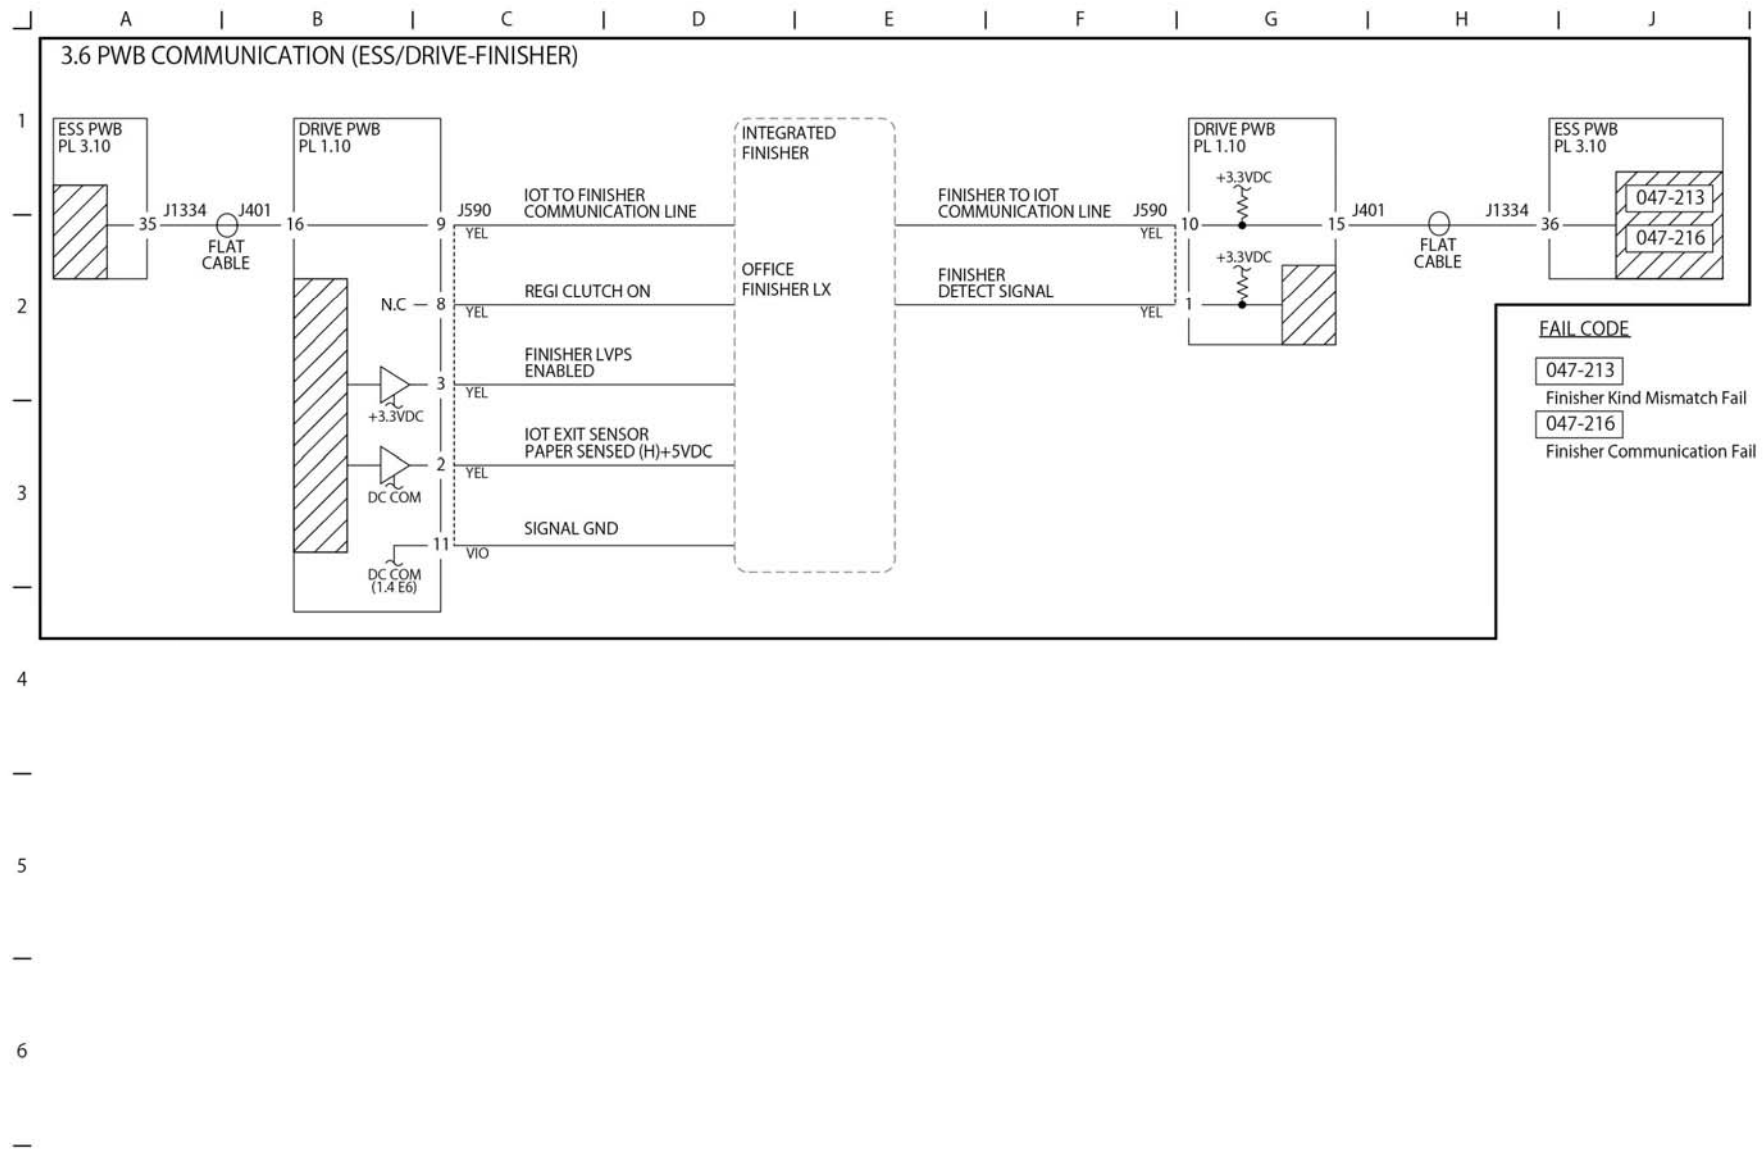 A B C D E F G H J
3.6 PWB COMMUNICATION (ESS/DRIVE-FINISHER)
1
ESS PWB
PL 3.10
J1334
35
FLAT
CABLE
J401
DRIVE PWB
PL 1.10
16
9
J590
YEL
IOT TO FINISHER
COMMUNICATION LINE
N.C
8
YEL
REGI CLUTCH ON
+3.3VDC
3
YEL
FINISHER LVPS
ENABLED
DC COM
2
YEL
IOT EXIT SENSOR
PAPER SENSED (H)+5VDC
DC COM
(1.4 E6)
11
VIO
SIGNAL GND
INTEGRATED
FINISHER
OFFICE
FINISHER LX
FINISHER TO IOT
COMMUNICATION LINE
J590
YEL
FINISHER
DETECT SIGNAL
YEL
DRIVE PWB
PL 1.10
+3.3VDC
10
15
+3.3VDC
1
J401
FLAT
CABLE
J1334
36
ESS PWB
PL 3.10
047-213
047-216
2
FAIL CODE
047-213
Finisher Kind Mismatch Fail
047-216
Finisher Communication Fail
3
4
5
6